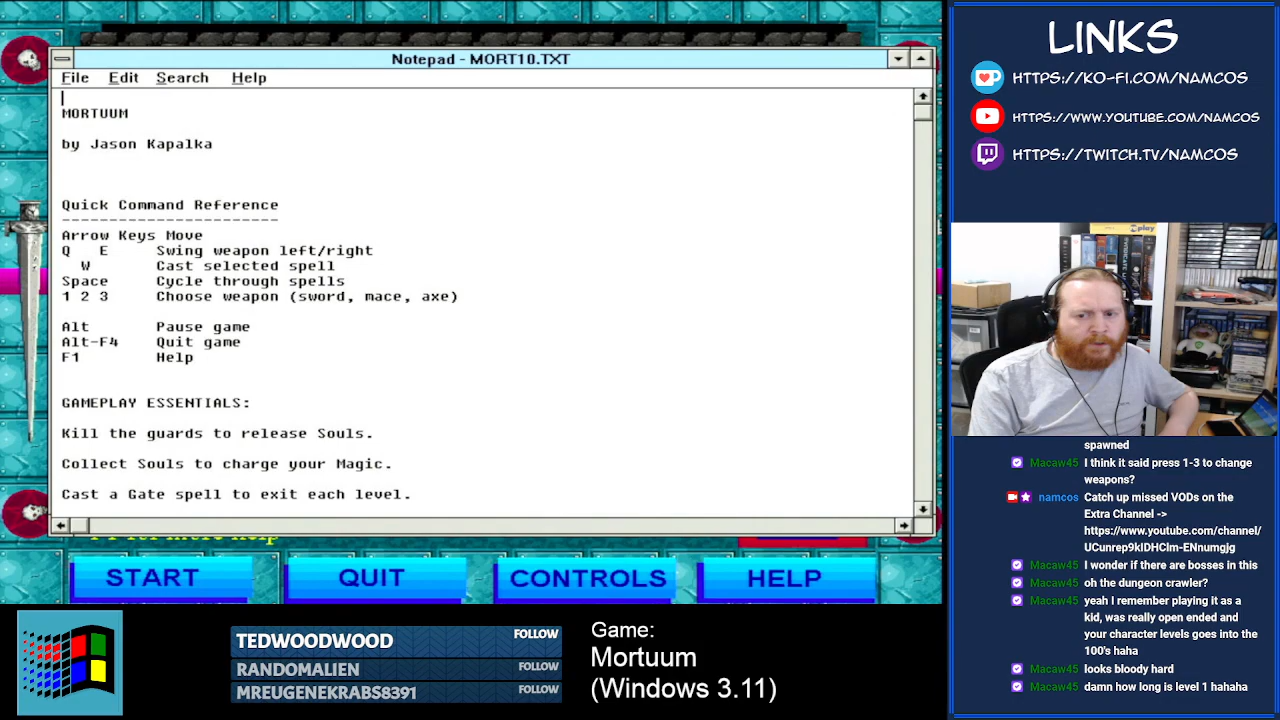 Notepad - MORT10.TXT
File Edit Search Help
MORTUUM
by Jason Kapalka
Quick Command Reference
-----------------------
Arrow Keys Move
Q E Swing weapon left/right
W Cast selected spell
Space Cycle through spells
1 2 3 Choose weapon (sword, mace, axe)
Alt Pause game
Alt-F4 Quit game
F1 Help
GAMEPLAY ESSENTIALS:
Kill the guards to release Souls.
Collect Souls to charge your Magic.
Cast a Gate spell to exit each level.
F1 for more help
START QUIT CONTROLS HELP
TEDWOODWOOD FOLLOW
RANDOMALIEN FOLLOW
MREUGENEKRABS8391 FOLLOW
Game:
Mortuum
(Windows 3.11)
LINKS
HTTPS://KO-FI.COM/NAMCOS
HTTPS://WWW.YOUTUBE.COM/NAMCOS
HTTPS://TWITCH.TV/NAMCOS
play
spawned
Macaw45 I think it said press 1-3 to change
weapons?
namcos Catch up missed VODs on the
Extra Channel ->
https://www.youtube.com/channel/
UCunrep9kIDHClm-ENnumgjg
Macaw45 I wonder if there are bosses in this
Macaw45 oh the dungeon crawler?
Macaw45 yeah I remember playing it as a
kid, was really open ended and
your character levels goes into the
100's haha
Macaw45 looks bloody hard
Macaw45 damn how long is level 1 hahaha